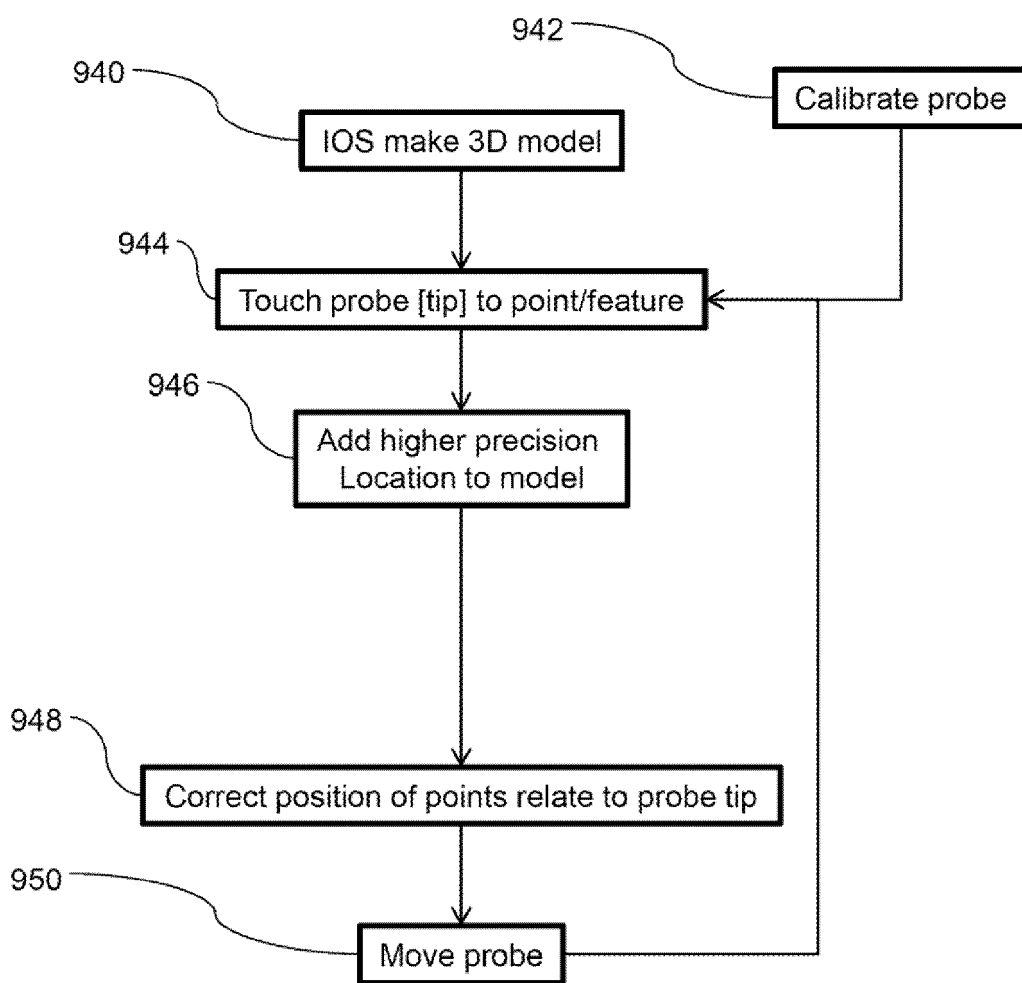 942
Calibrate probe
940
IOS make 3D model
944
Touch probe [tip] to point/feature
946
Add higher precision
Location to model
948
Correct position of points relate to probe tip
950
Move probe